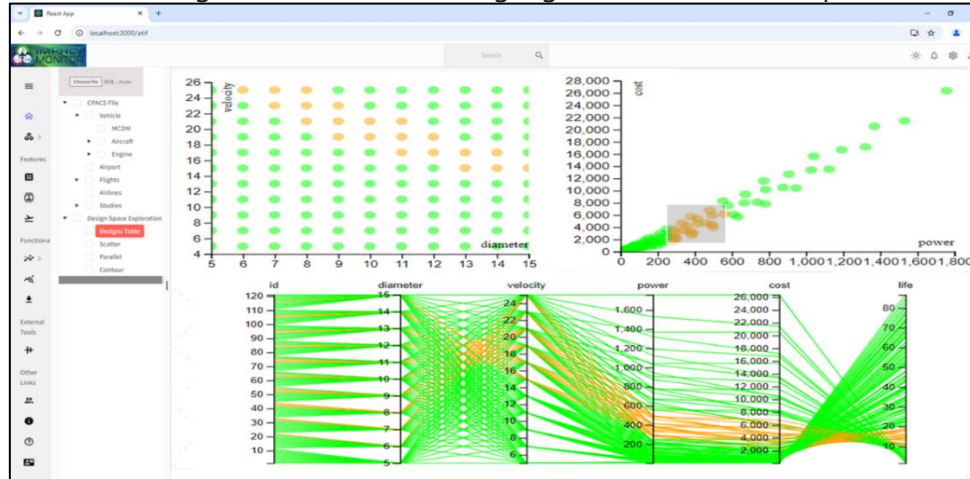 React App
localhost:3000/atif
IMPACT
MONITOR
Search
Choose File
CPACS File
Vehicle
MCDM
Aircraft
Engine
Airport
Flights
Airlines
Studies
Design Space Exploration
Designs Table
Scatter
Parallel
Contour
Features
Functiona
External
Tools
Other
Links
velocity
26
24
22
20
18
16
14
12
10
8
6
4
5 6 7 8 9 10 11 12 13 14 15
diameter
cost
28,000
26,000
24,000
22,000
20,000
18,000
16,000
14,000
12,000
10,000
8,000
6,000
4,000
2,000
0
0 200 400 600 800 1,000 1,200 1,400 1,600 1,800
power
id diameter velocity power cost life
120
110
100
90
80
70
60
50
40
30
20
10
15
14
13
12
11
10
9
8
7
6
5
24
22
20
18
16
14
12
10
8
6
1,600
1,400
1,200
1,000
800
600
400
200
26,000
24,000
22,000
20,000
18,000
16,000
14,000
12,000
10,000
8,000
6,000
4,000
2,000
80
70
60
50
40
30
20
10